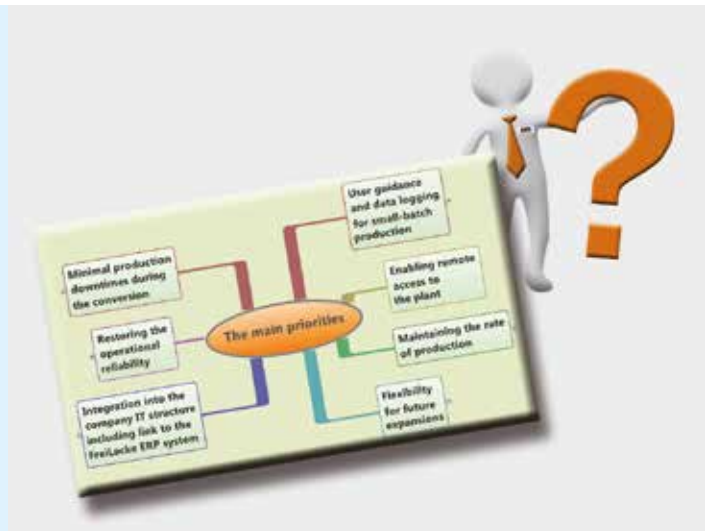 User guidance
and data logging
for small-batch
production
Minimal production
downtimes during
the conversion
Enabling remote
access to
the plant
The main priorities
Restoring the
operational
reliability
Maintaining the rate
of production
Integration into the
company IT structure
including link to the
FreiLacke ERP system
Flexibility
for future
expansions